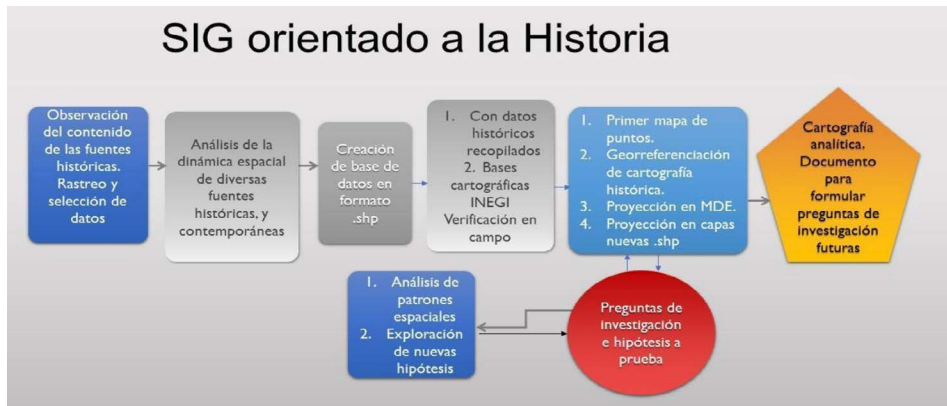 SIG orientado a la Historia
Observación
del contenido
de las fuentes
históricas.
Rastreo y
selección de
datos
Análisis de la
dinámica espacial
de diversas
fuentes
históricas, y
contemporáneas
Creación
de base de
datos en
formato
.shp
1. Con datos
históricos
recopilados
2. Bases
cartográficas
INEGI
Verificación en
campo
1. Primer mapa de
puntos.
2. Georreferenciación
de cartografía
histórica.
3. Proyección en MDE.
4. Proyección en capas
nuevas .shp
Cartografía
analítica.
Documento
para
formular
preguntas de
investigación
futuras
1. Análisis de
patrones
espaciales
2. Exploración
de nuevas
hipótesis
Preguntas de
investigación
e hipótesis a
prueba